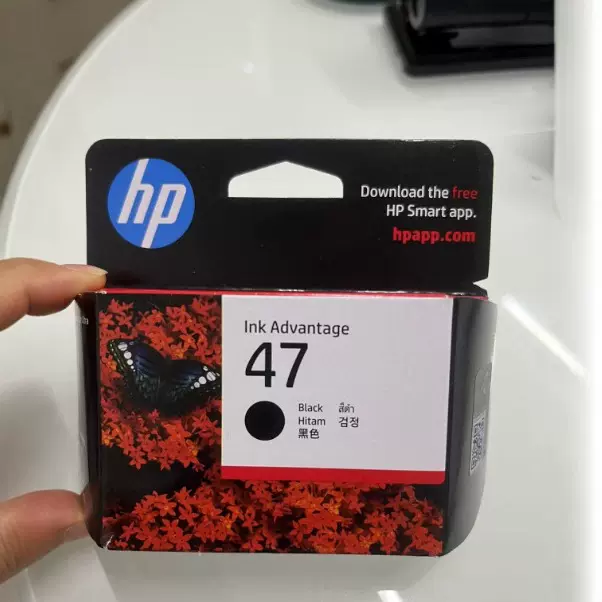 hp
Download the free
HP Smart app.
hpapp.com
Ink Advantage
47
Black สีดำ
Hitam 검정
黑色